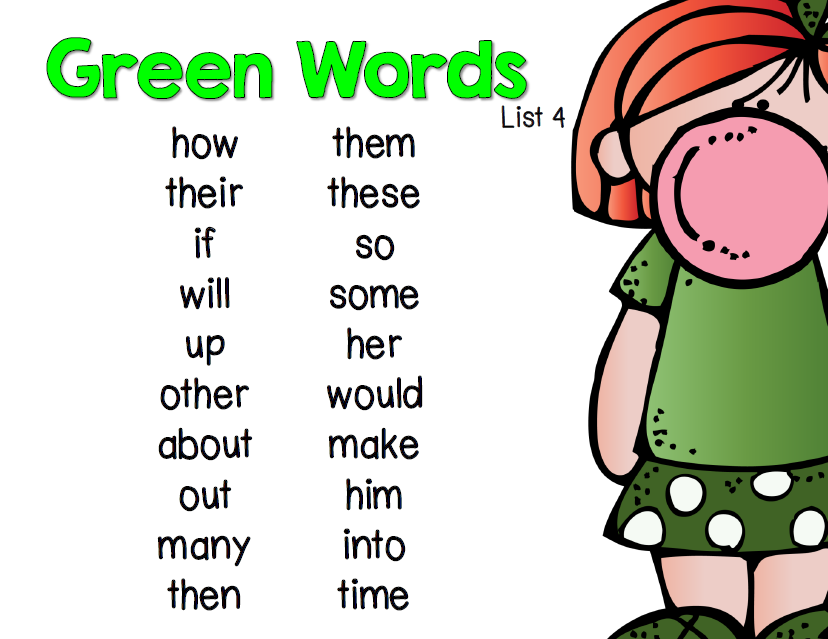 Green Words
List 4
how
their
if
will
up
other
about
out
many
then
them
these
so
some
her
would
make
him
into
time